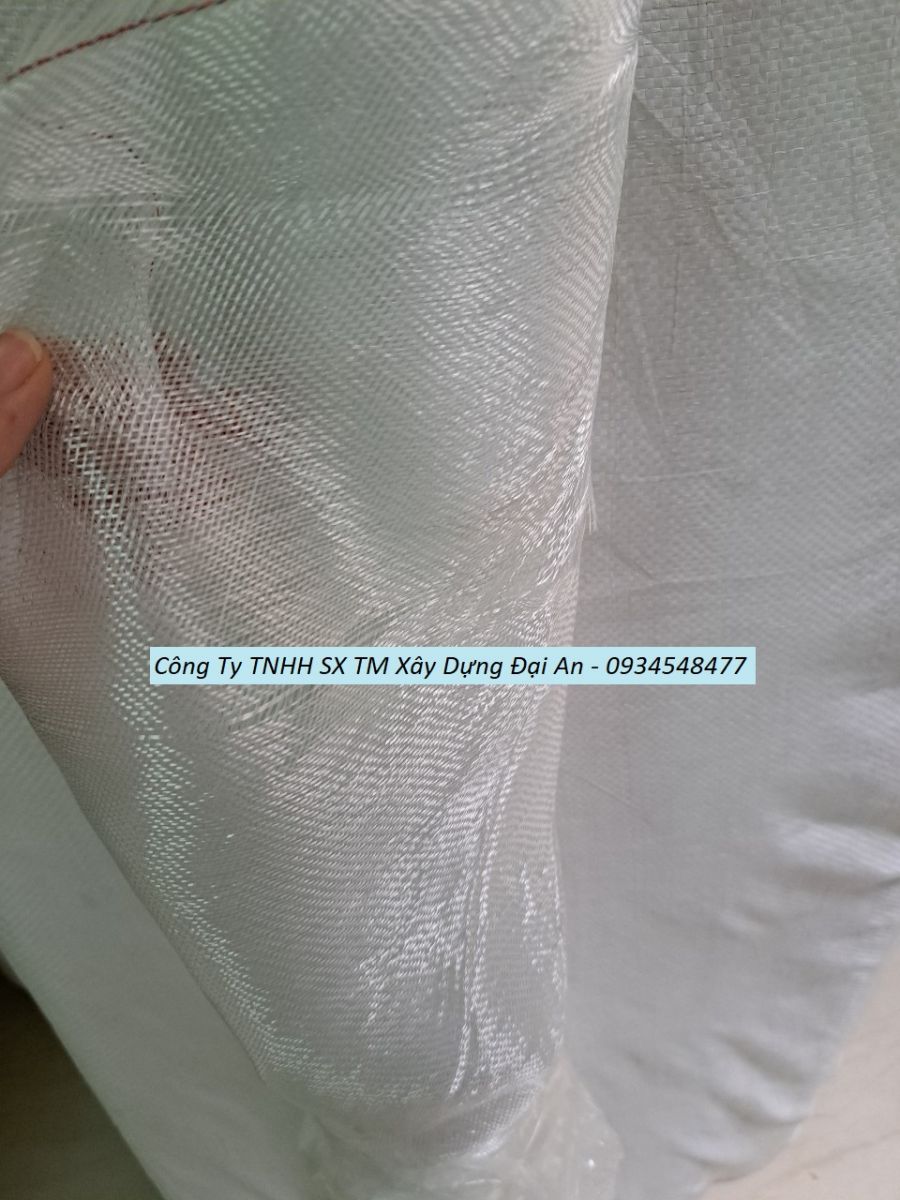 Công Ty TNHH SX TM Xây Dựng Đại An - 0934548477